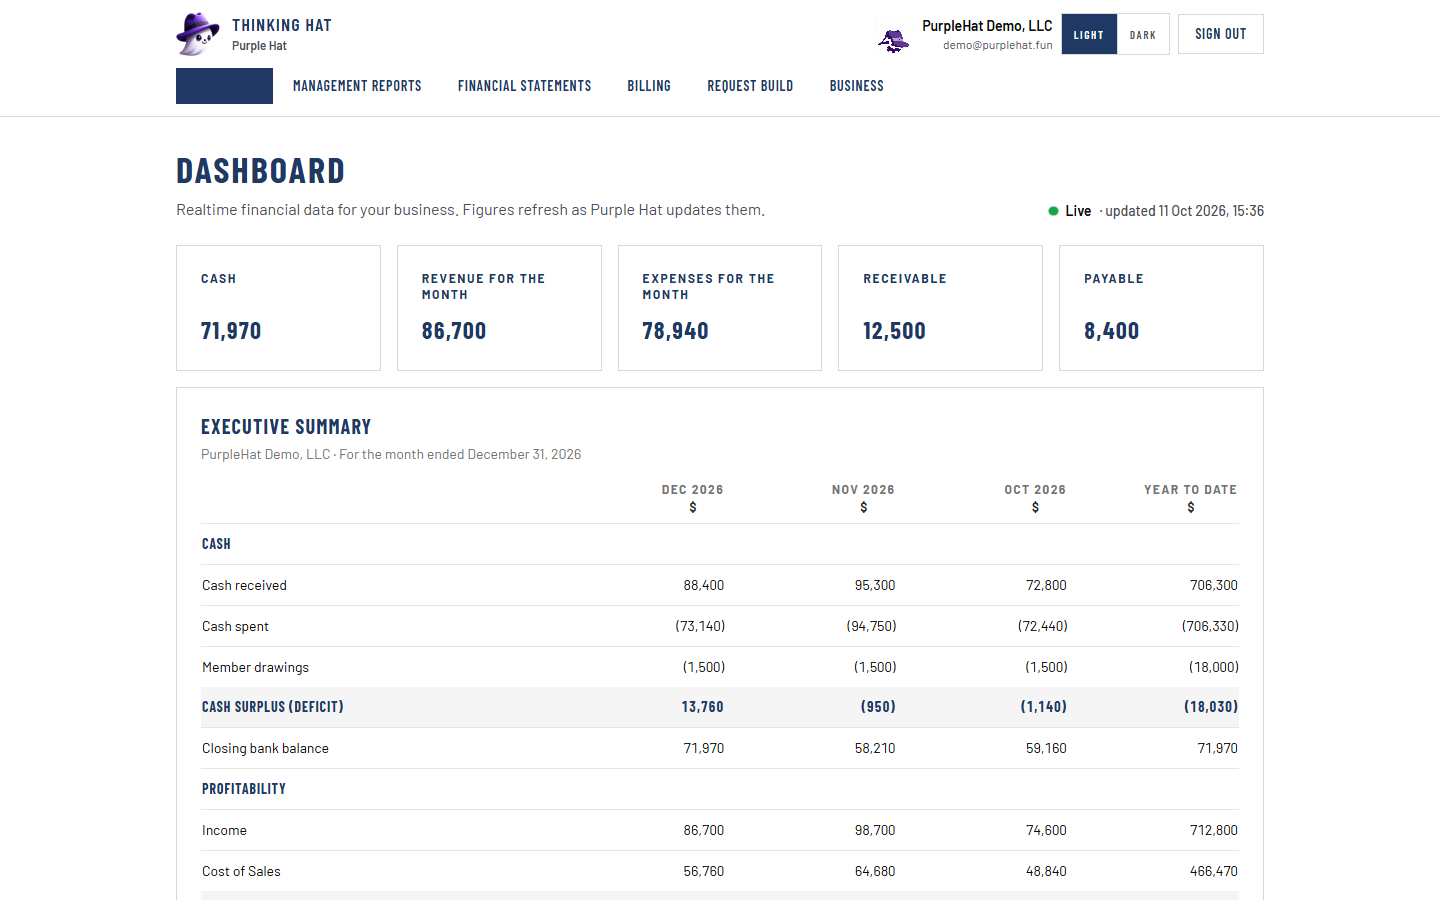 THINKING HAT
Purple Hat
PurpleHat Demo, LLC
demo@purplehat.fun
LIGHT
DARK
SIGN OUT
MANAGEMENT REPORTS
FINANCIAL STATEMENTS
BILLING
REQUEST BUILD
BUSINESS
DASHBOARD
Realtime financial data for your business. Figures refresh as Purple Hat updates them.
Live · updated 11 Oct 2026, 15:36
CASH
71,970
REVENUE FOR THE
MONTH
86,700
EXPENSES FOR THE
MONTH
78,940
RECEIVABLE
12,500
PAYABLE
8,400
EXECUTIVE SUMMARY
PurpleHat Demo, LLC · For the month ended December 31, 2026
DEC 2026 NOV 2026 OCT 2026 YEAR TO DATE
$ $ $ $
CASH
Cash received 88,400 95,300 72,800 706,300
Cash spent (73,140) (94,750) (72,440) (706,330)
Member drawings (1,500) (1,500) (1,500) (18,000)
CASH SURPLUS (DEFICIT) 13,760 (950) (1,140) (18,030)
Closing bank balance 71,970 58,210 59,160 71,970
PROFITABILITY
Income 86,700 98,700 74,600 712,800
Cost of Sales 56,760 64,680 48,840 466,470